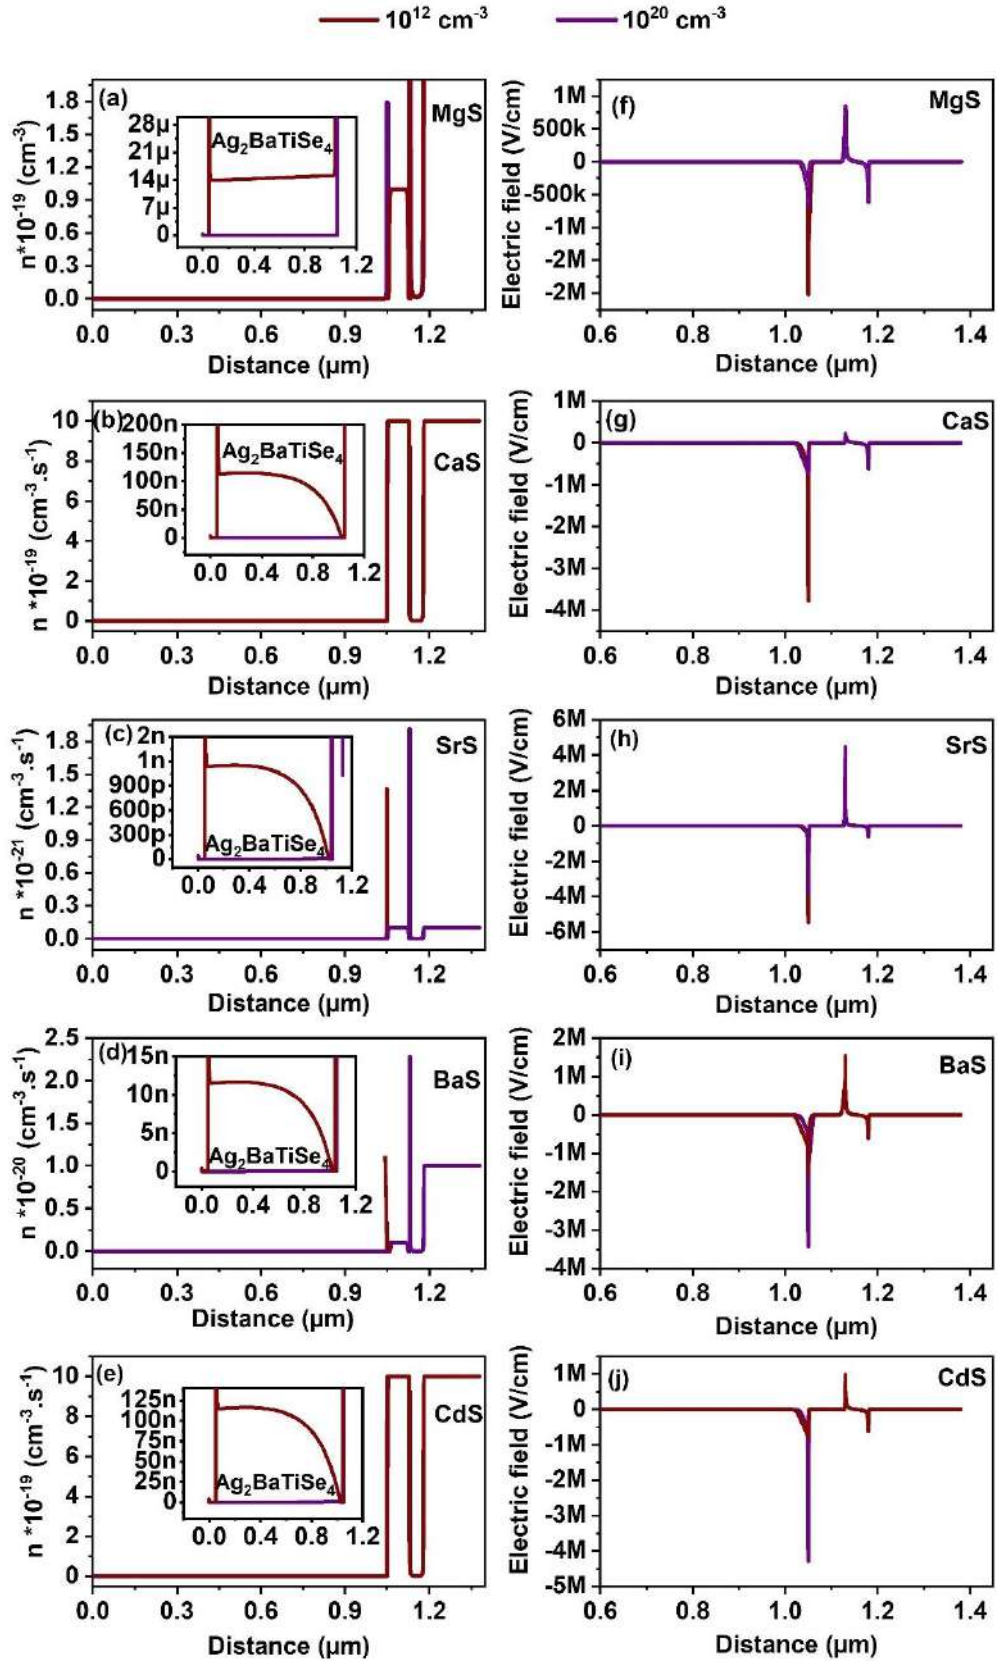 10¹² cm⁻³ 10²⁰ cm⁻³
(a)
MgS
Ag₂BaTiSe₄
28µ
21µ
14µ
7µ
0
0.0 0.4 0.8 1.2
n*10⁻¹⁹ (cm⁻³)
1.8
1.5
1.2
0.9
0.6
0.3
0.0
0.0 0.3 0.6 0.9 1.2
Distance (µm)
(f)
MgS
Electric field (V/cm)
1M
500k
0
-500k
-1M
-2M
-2M
0.6 0.8 1.0 1.2 1.4
Distance (µm)
(b)
CaS
Ag₂BaTiSe₄
200n
150n
100n
50n
0
0.0 0.4 0.8 1.2
n *10⁻¹⁹ (cm⁻³.s⁻¹)
10
8
6
4
2
0
0.0 0.3 0.6 0.9 1.2
Distance (µm)
(g)
CaS
Electric field (V/cm)
1M
0
-1M
-2M
-3M
-4M
0.6 0.8 1.0 1.2 1.4
Distance (µm)
(c)
SrS
2n
1n
900p
600p
300p
0
Ag₂BaTiSe₄
0.0 0.4 0.8 1.2
n *10⁻²¹ (cm⁻³.s⁻¹)
1.8
1.5
1.2
0.9
0.6
0.3
0.0
0.0 0.3 0.6 0.9 1.2
Distance (µm)
(h)
SrS
Electric field (V/cm)
6M
4M
2M
0
-2M
-4M
-6M
0.6 0.8 1.0 1.2 1.4
Distance (µm)
(d)
BaS
15n
10n
5n
0
Ag₂BaTiSe₄
0.0 0.4 0.8 1.2
n *10⁻²⁰ (cm⁻³.s⁻¹)
2.5
2.0
1.5
1.0
0.5
0.0
0.0 0.3 0.6 0.9 1.2
Distance (µm)
(i)
BaS
Electric field (V/cm)
2M
1M
0
-1M
-2M
-3M
-4M
0.6 0.8 1.0 1.2 1.4
Distance (µm)
(e)
CdS
125n
100n
75n
50n
25n
0
Ag₂BaTiSe₄
0.0 0.4 0.8 1.2
n *10⁻¹⁹ (cm⁻³.s⁻¹)
10
8
6
4
2
0
0.0 0.3 0.6 0.9 1.2
Distance (µm)
(j)
CdS
Electric field (V/cm)
1M
0
-1M
-2M
-3M
-4M
-5M
0.6 0.8 1.0 1.2 1.4
Distance (µm)